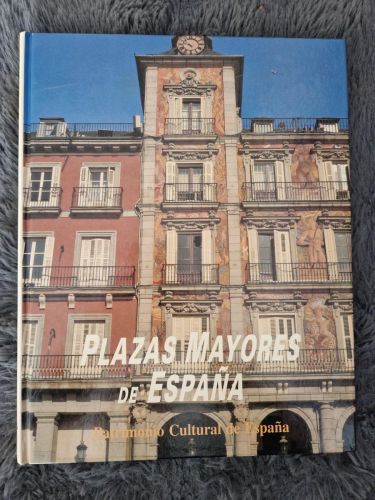 PLAZAS MAYORES
DE ESPAÑA
Patrimonio Cultural de España